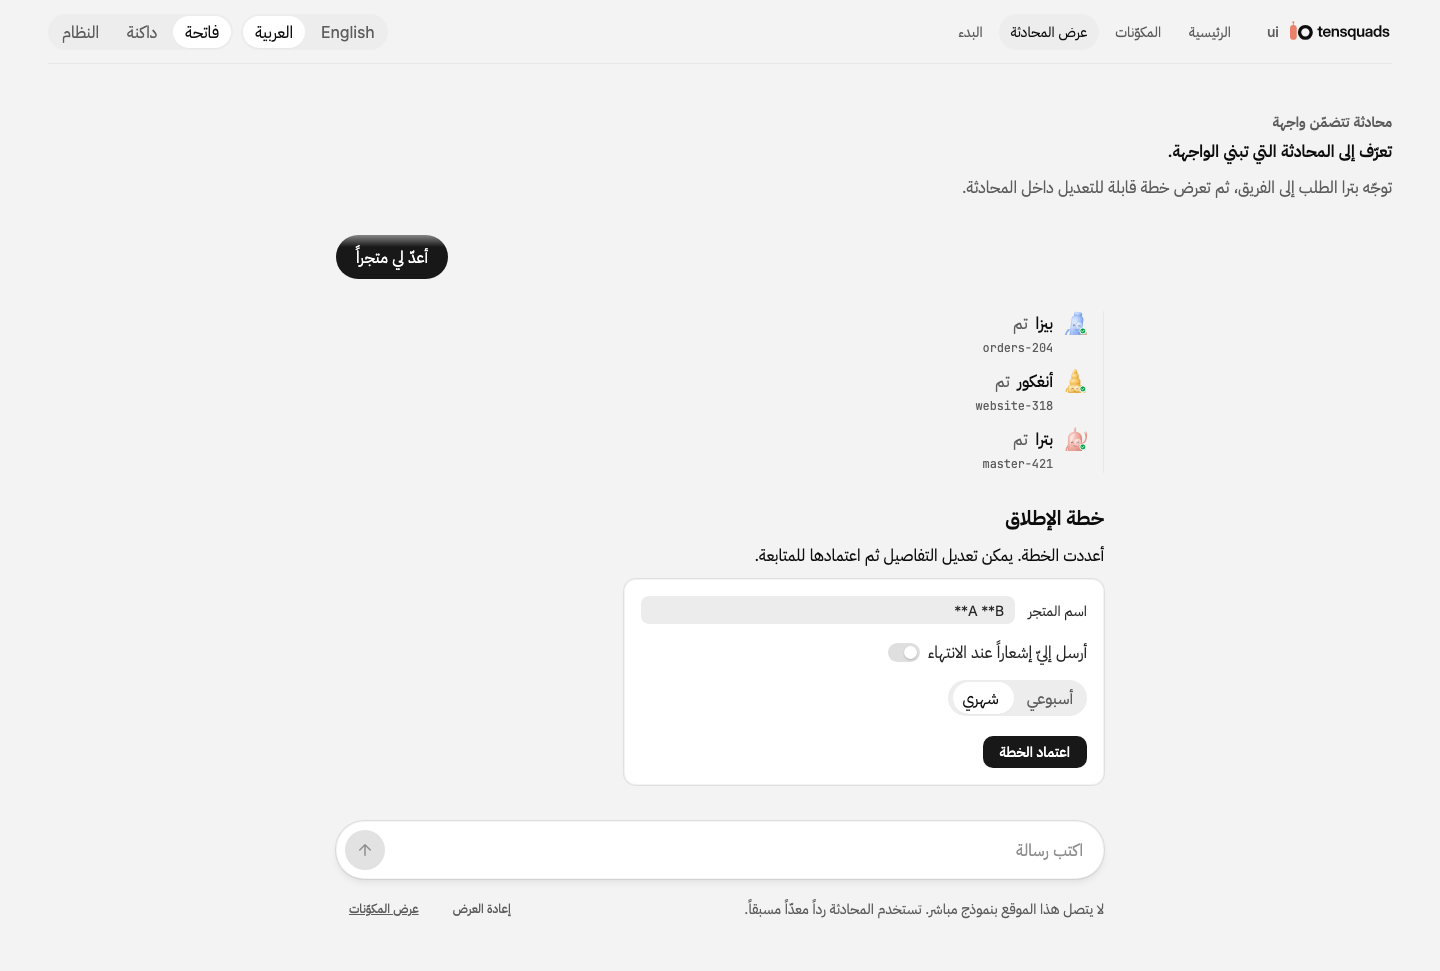 tensquads ui الرئيسية المكوّنات عرض المحادثة البدء English العربية فاتحة داكنة النظام
محادثة تتضمّن واجهة
تعرّف إلى المحادثة التي تبني الواجهة.
توجّه بترا الطلب إلى الفريق، ثم تعرض خطة قابلة للتعديل داخل المحادثة.
أعدّ لي متجراً
بيزا تم
orders-204
أنغكور تم
website-318
بترا تم
master-421
خطة الإطلاق
أعددت الخطة. يمكن تعديل التفاصيل ثم اعتمادها للمتابعة.
اسم المتجر **A **B
أرسل إليّ إشعاراً عند الانتهاء
أسبوعي شهري
اعتماد الخطة
اكتب رسالة
لا يتصل هذا الموقع بنموذج مباشر. تستخدم المحادثة رداً معدّاً مسبقاً. إعادة العرض عرض المكوّنات